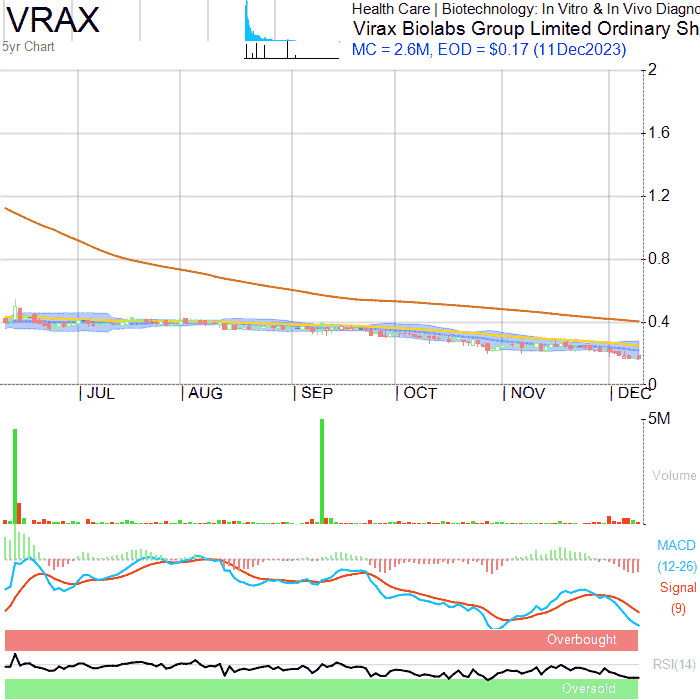 VRAX
5yr Chart
Health Care | Biotechnology: In Vitro & In Vivo Diagno
Virax Biolabs Group Limited Ordinary Sh
MC = 2.6M, EOD = $0.17 (11Dec2023)
2
1.6
1.2
0.8
0.4
0
JUL AUG SEP OCT NOV DEC
5M
Volume
MACD
(12-26)
Signal
(9)
Overbought
RSI(14)
Oversold